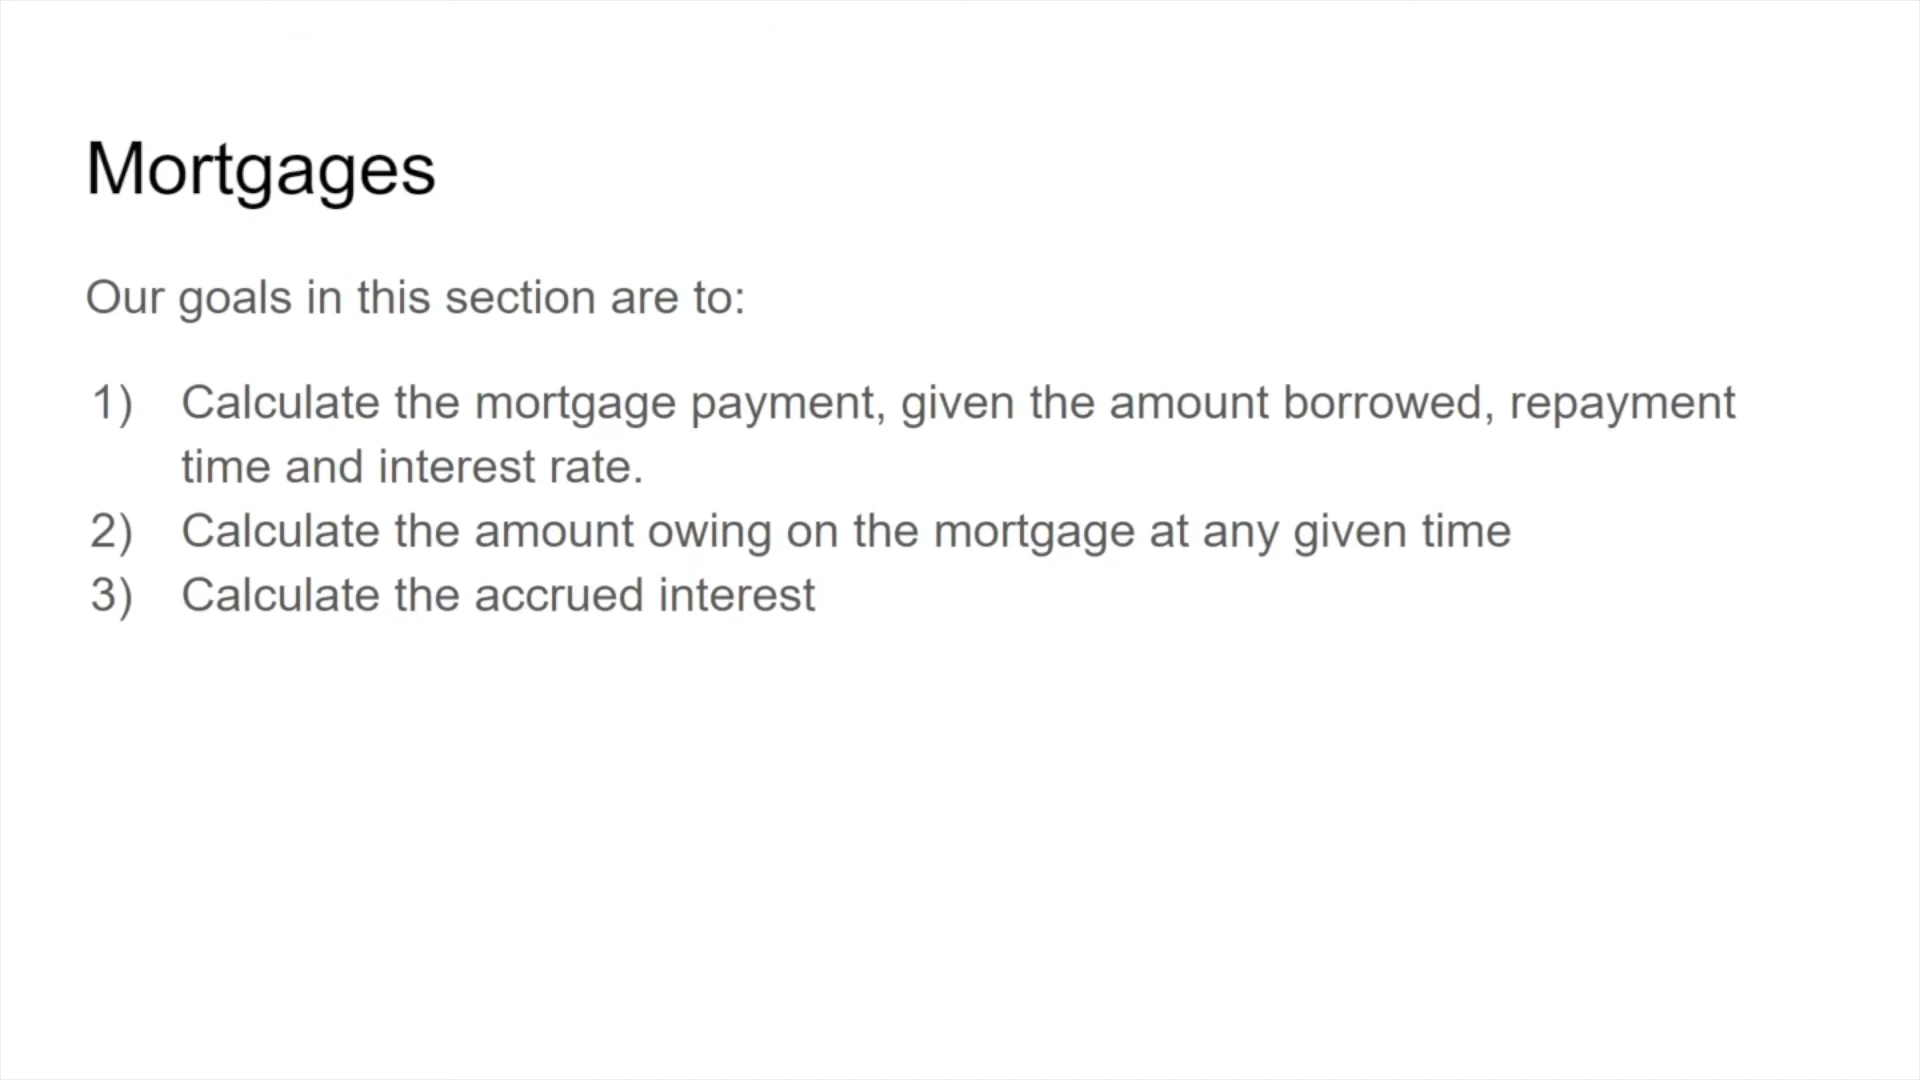 Mortgages
Our goals in this section are to:
1) Calculate the mortgage payment, given the amount borrowed, repayment
time and interest rate.
2) Calculate the amount owing on the mortgage at any given time
3) Calculate the accrued interest